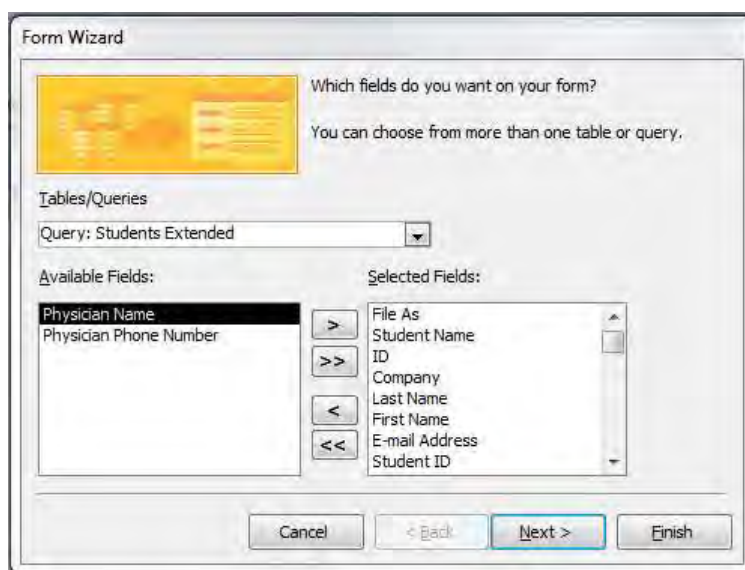 Form Wizard
Which fields do you want on your form?
You can choose from more than one table or query.
Tables/Queries
Query: Students Extended
Available Fields:
Selected Fields:
Physician Name
Physician Phone Number
>
>>
<
<<
File As
Student Name
ID
Company
Last Name
First Name
E-mail Address
Student ID
Cancel
< Back
Next >
Finish